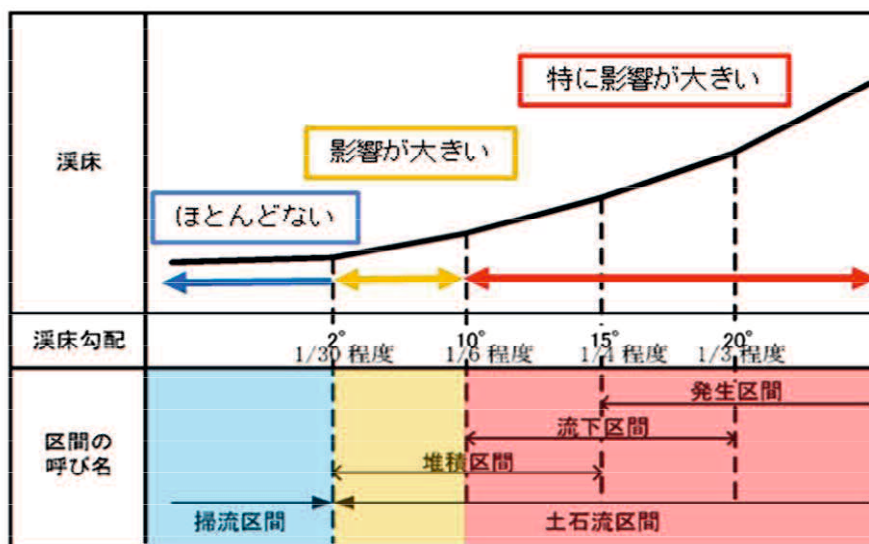 渓床
特に影響が大きい
影響が大きい
ほとんどない
渓床勾配
2° 10° 15° 20°
1/30 程度 1/6 程度 1/4 程度 1/3 程度
区間の
呼び名
発生区間
流下区間
堆積区間
掃流区間 土石流区間